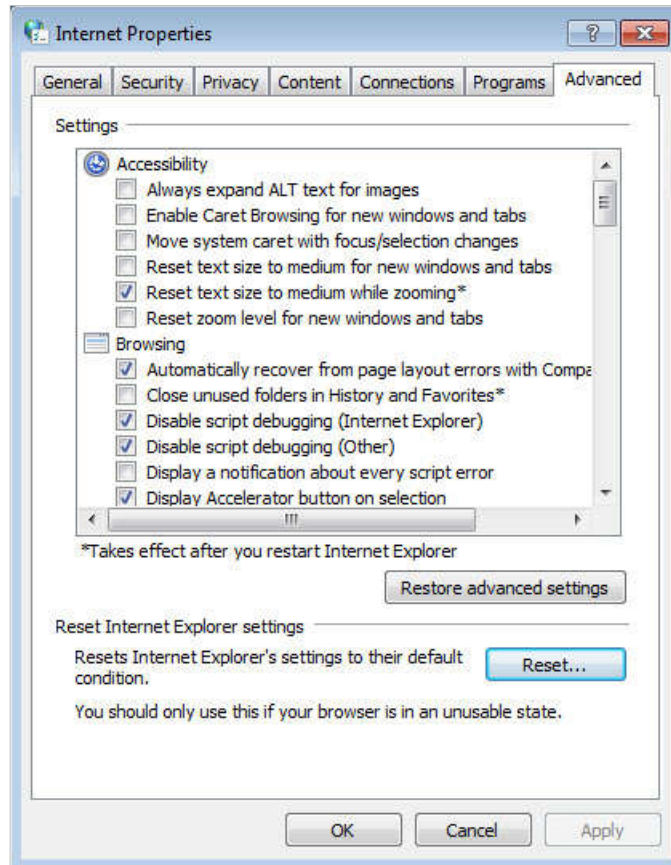 Internet Properties
General Security Privacy Content Connections Programs Advanced
Settings
Accessibility
Always expand ALT text for images
Enable Caret Browsing for new windows and tabs
Move system caret with focus/selection changes
Reset text size to medium for new windows and tabs
Reset text size to medium while zooming*
Reset zoom level for new windows and tabs
Browsing
Automatically recover from page layout errors with Compa
Close unused folders in History and Favorites*
Disable script debugging (Internet Explorer)
Disable script debugging (Other)
Display a notification about every script error
Display Accelerator button on selection
*Takes effect after you restart Internet Explorer
Restore advanced settings
Reset Internet Explorer settings
Resets Internet Explorer's settings to their default
condition.
Reset...
You should only use this if your browser is in an unusable state.
OK Cancel Apply